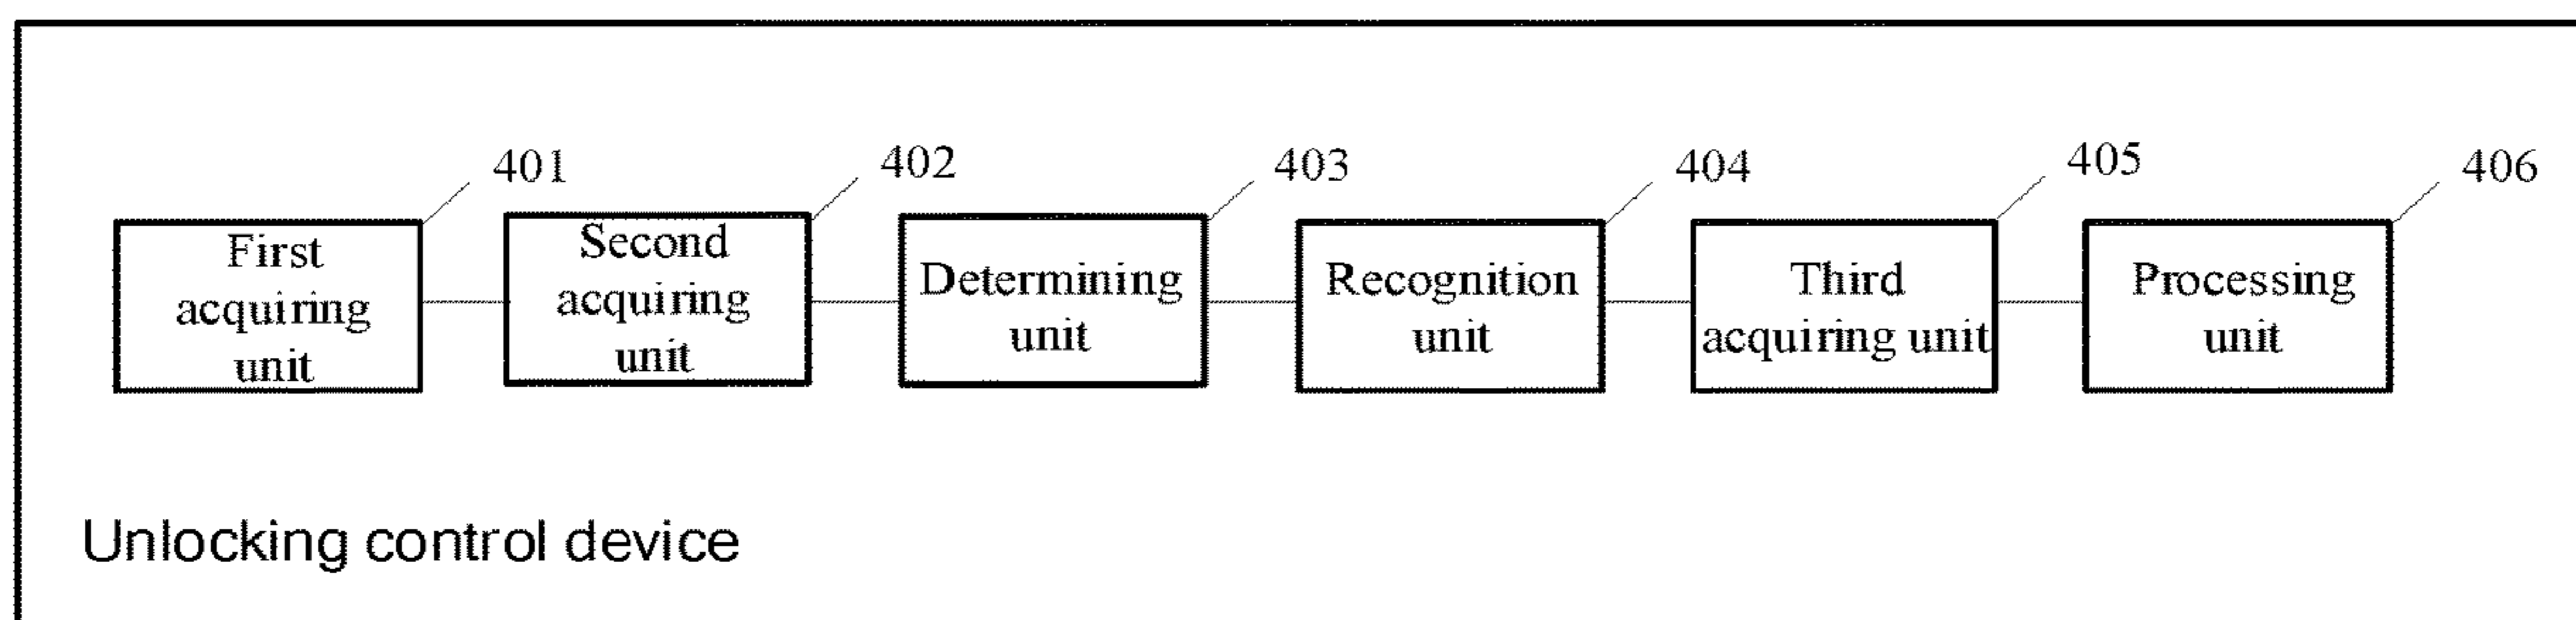 401
402
403
404
405
406
First
acquiring
unit
Second
acquiring
unit
Determining
unit
Recognition
unit
Third
acquiring unit
Processing
unit
Unlocking control device